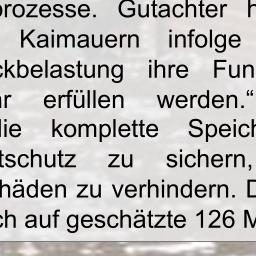 prozesse. Gutachter
Kaimauern infolge
ckbelastung ihre Fun
erfüllen werden.“
die komplette Speich
tschutz zu sichern,
häden zu verhindern. D
ch auf geschätzte 126 M